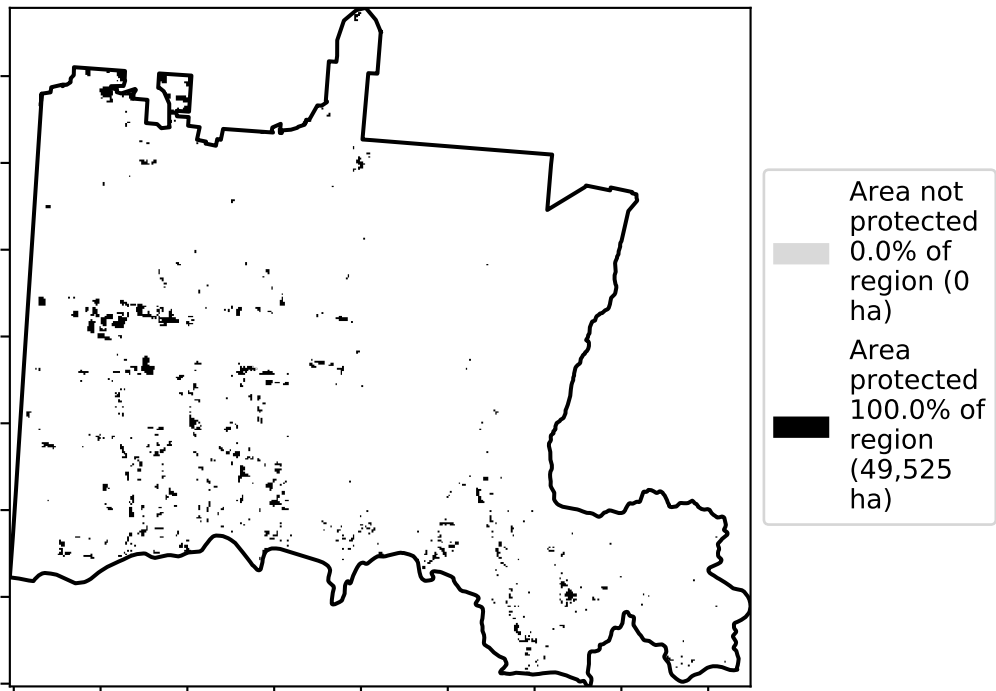 Area not
protected
0.0% of
region (0
ha)
Area
protected
100.0% of
region
(49,525
ha)